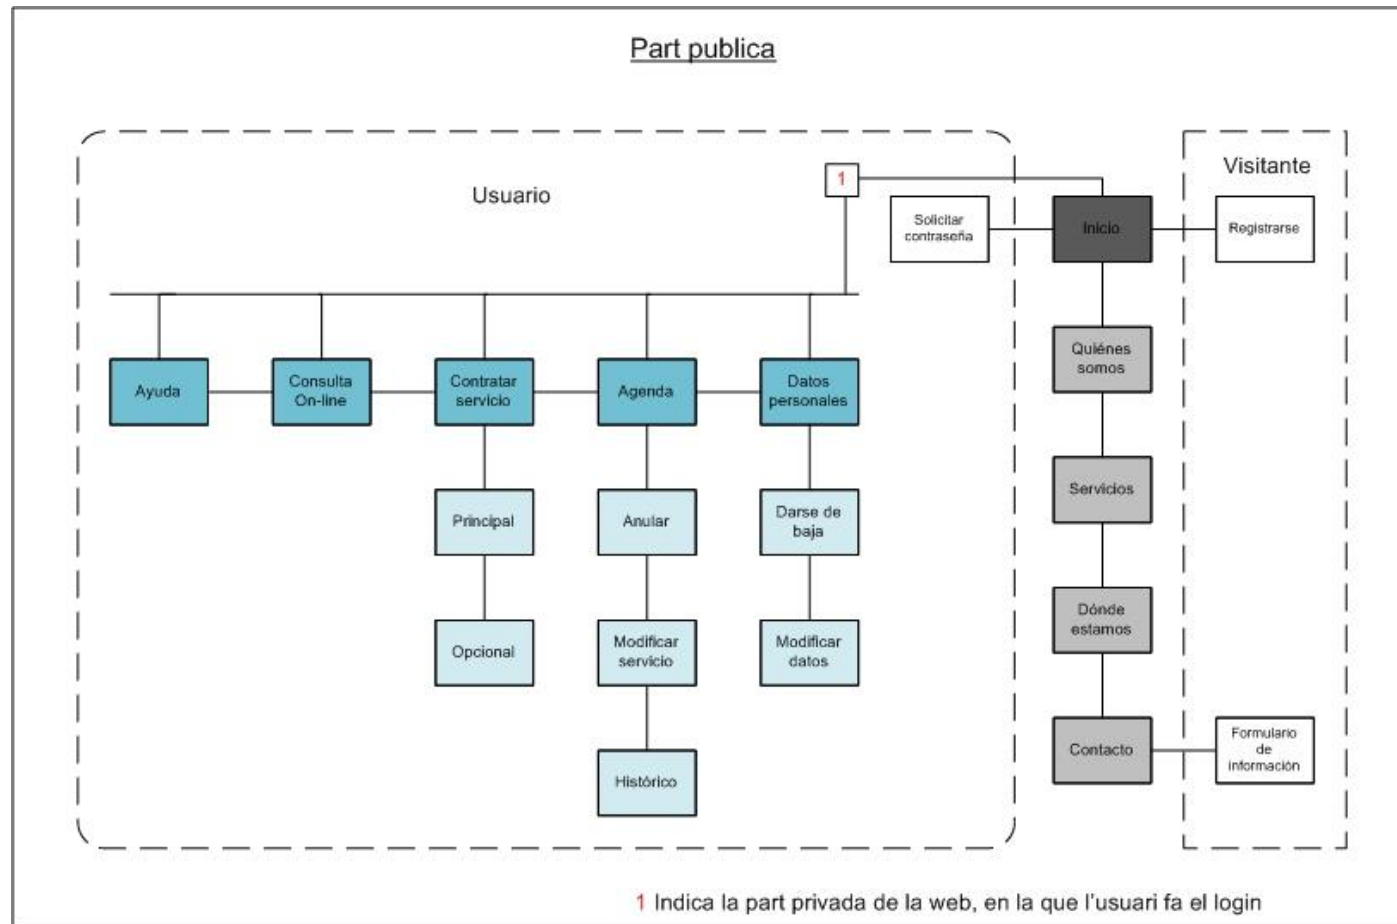 Part publica
Visitante
1
Usuario
Solicitar
contraseña
Inicio
Registrarse
Quiénes
somos
Ayuda
Consulta
On-line
Contratar
servicio
Agenda
Datos
personales
Servicios
Principal
Anular
Darse de
baja
Dónde
estamos
Opcional
Modificar
servicio
Modificar
datos
Contacto
Formulario
de
información
Histórico
1 Indica la part privada de la web, en la que l'usuari fa el login